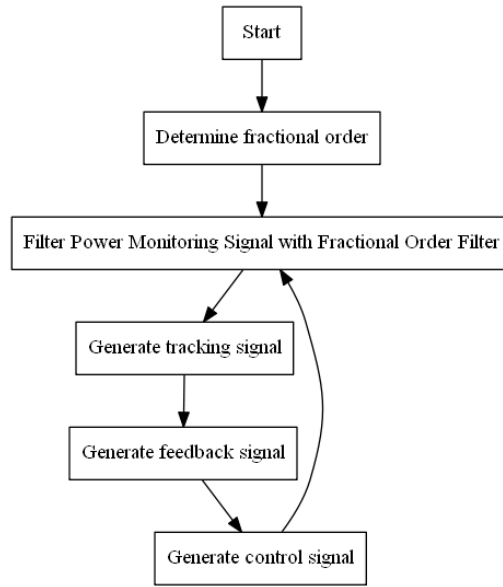 Start
Determine fractional order
Filter Power Monitoring Signal with Fractional Order Filter
Generate tracking signal
Generate feedback signal
Generate control signal